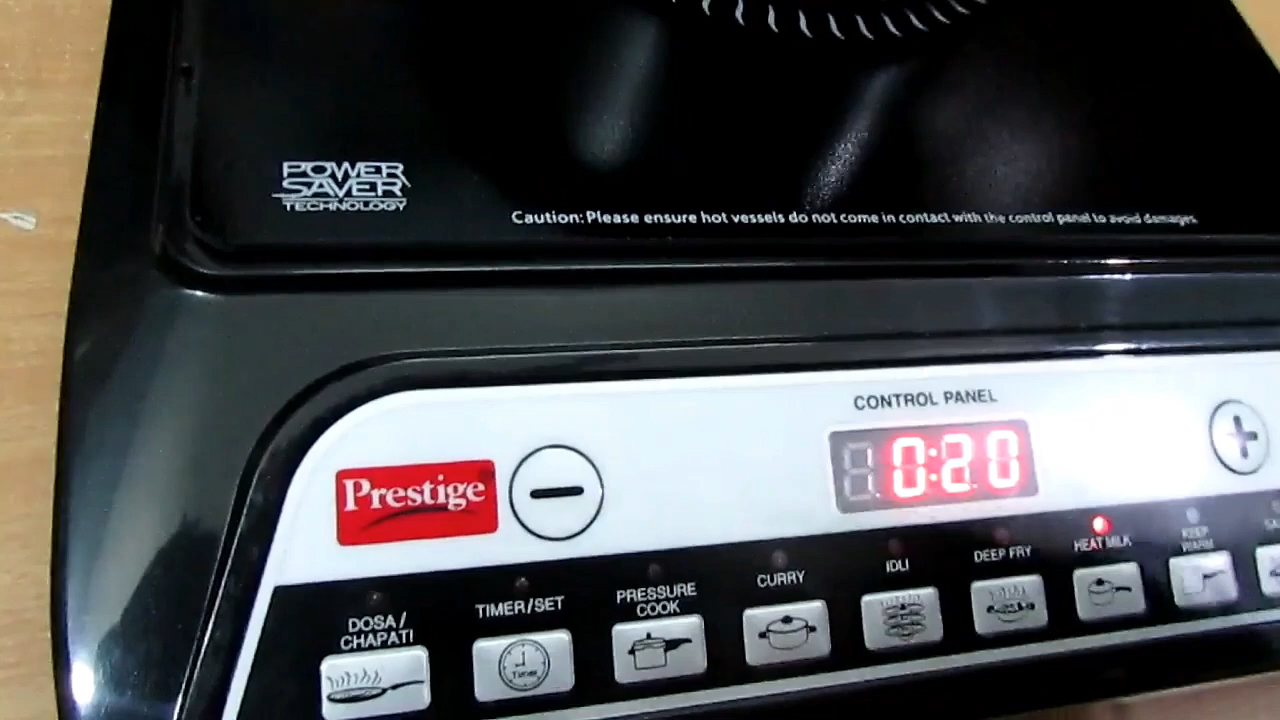 POWER
SAVER
TECHNOLOGY
Caution: Please ensure hot vessels do not come in contact with the control panel to avoid damages
CONTROL PANEL
0:20
Prestige
DOSA /
CHAPATI
TIMER/SET
Timer
PRESSURE
COOK
CURRY
IDLI
DEEP FRY
HEAT MILK
KEEP
WARM